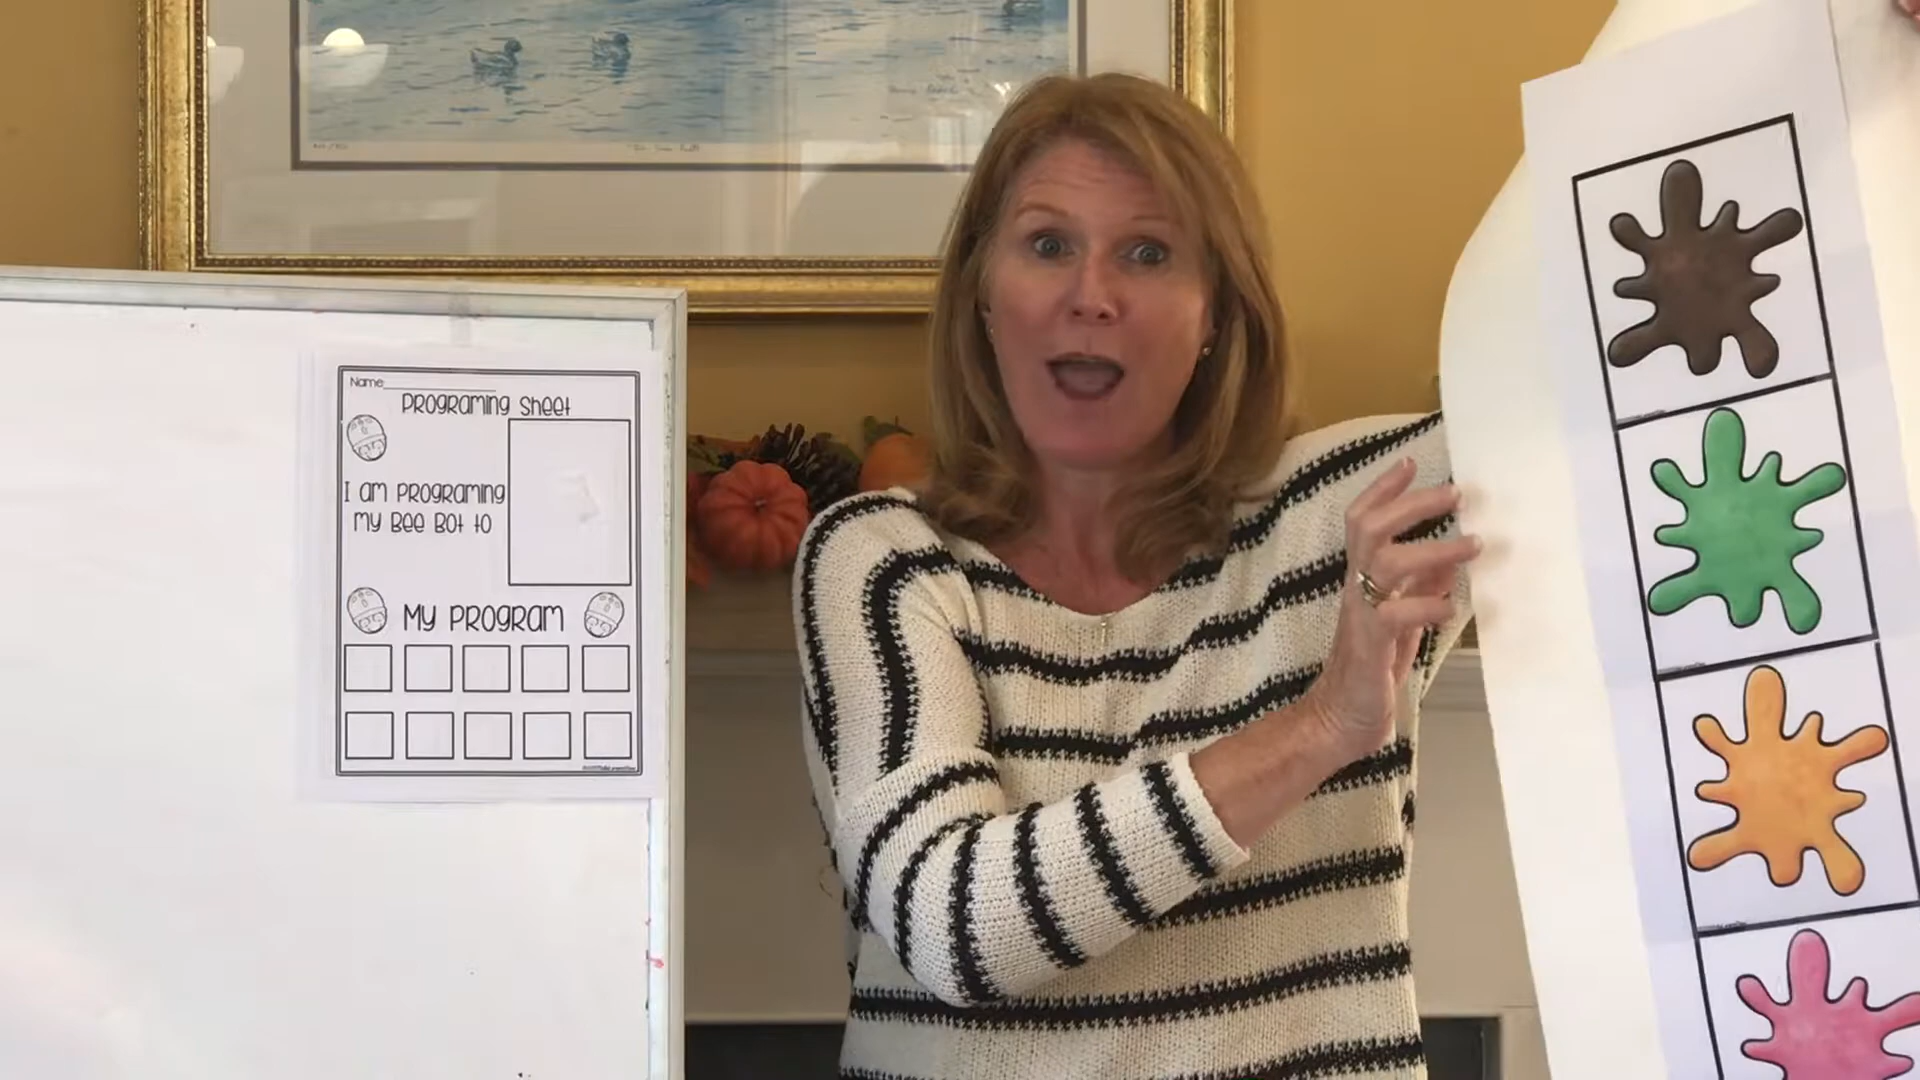 Name
PROGRAMING SHEET
I AM PROGRAMING
MY BEE BOT TO
MY PROGRAM